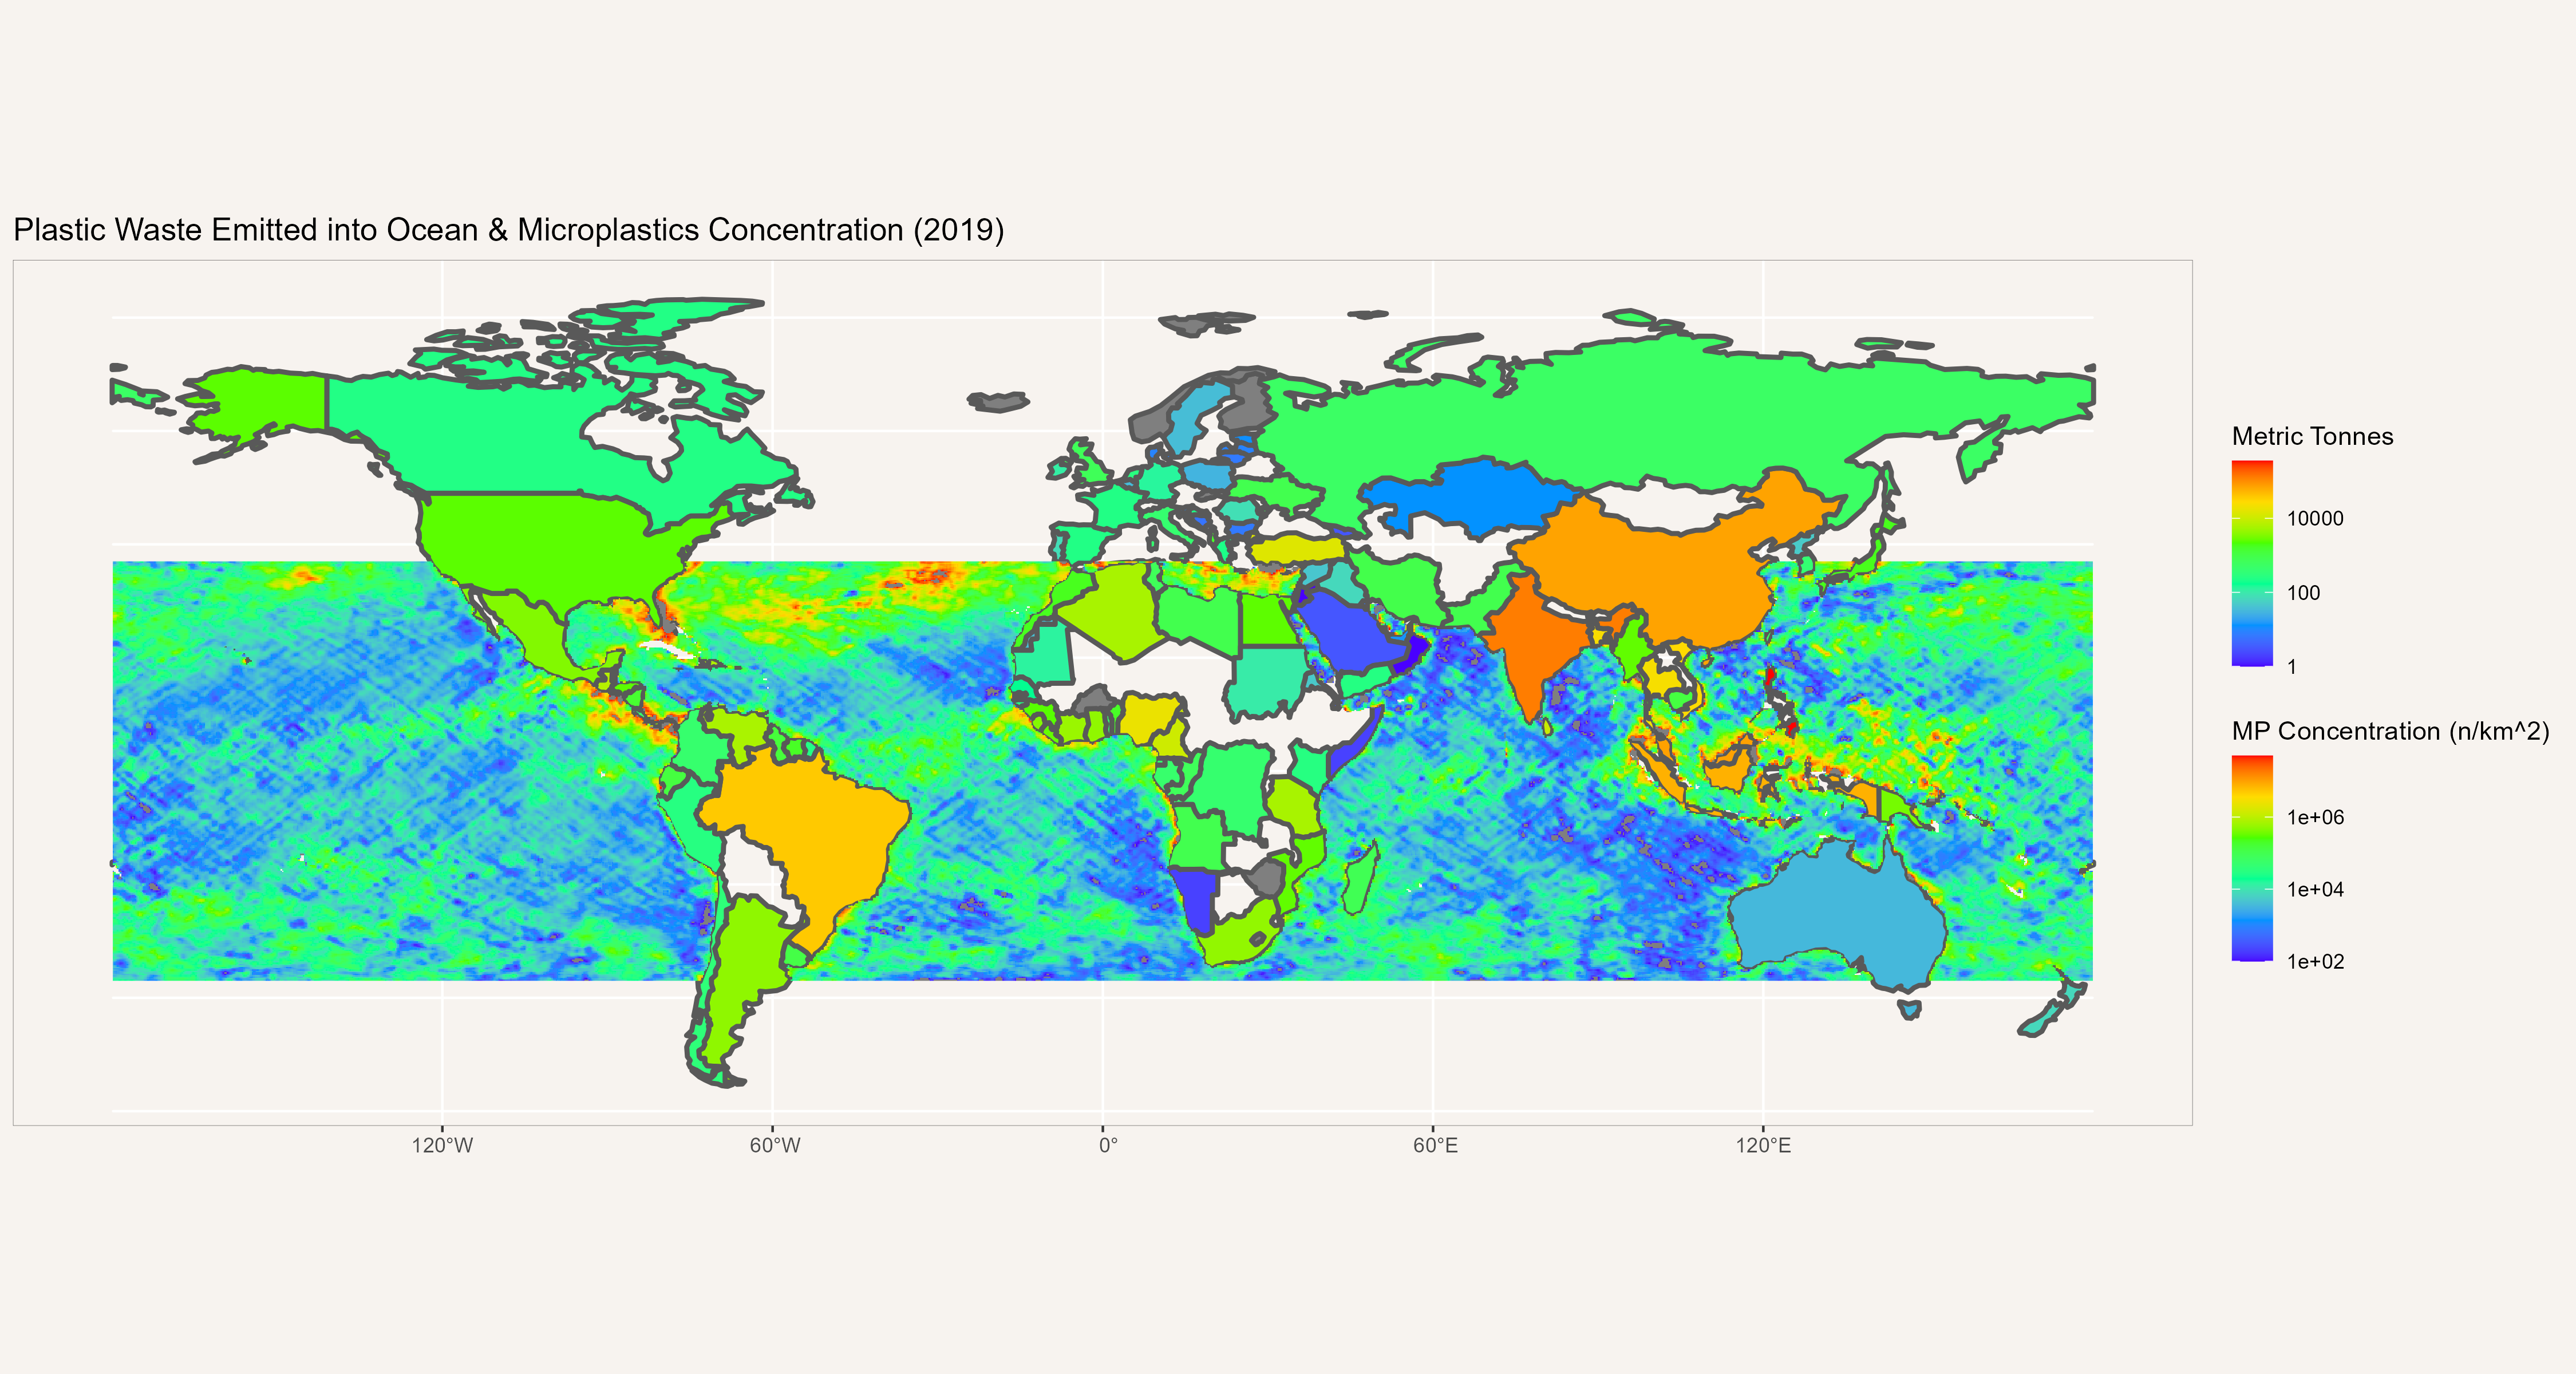 Plastic Waste Emitted into Ocean & Microplastics Concentration (2019)
Metric Tonnes
10000
100
1
MP Concentration (n/km^2)
1e+06
1e+04
1e+02
120°W
60°W
0°
60°E
120°E